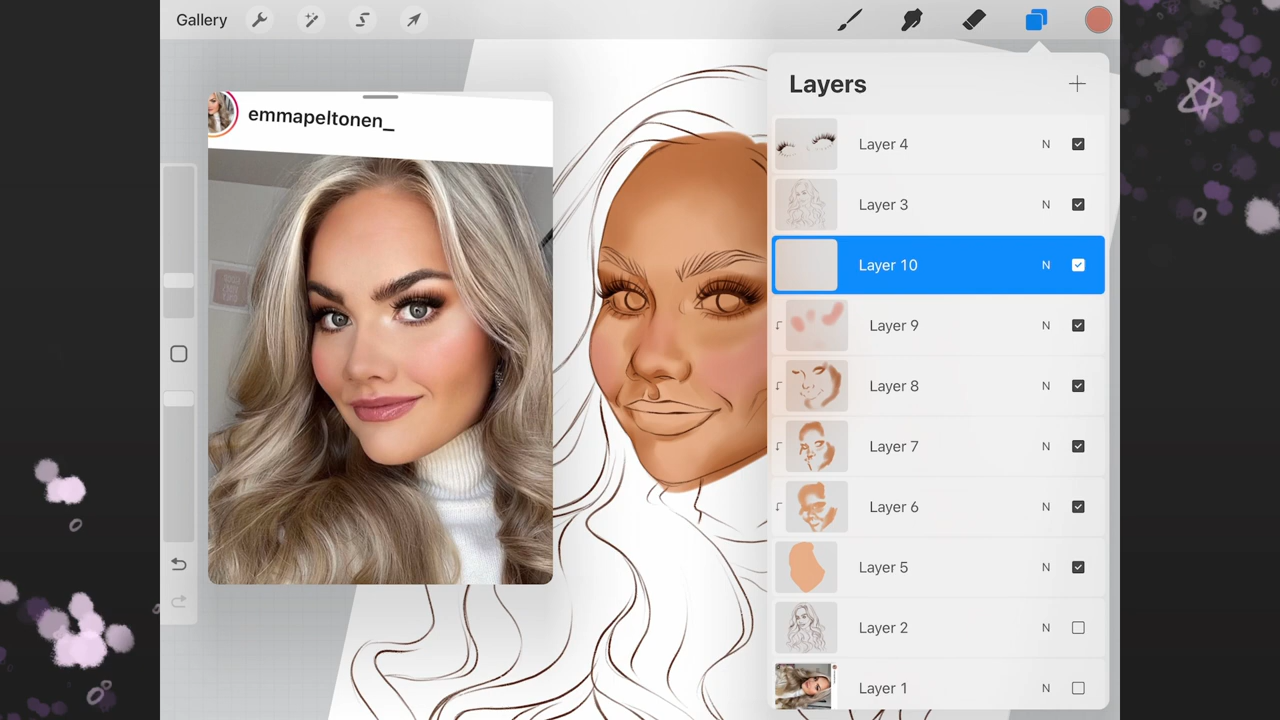 Gallery
Layers
emmapeltonen_
Layer 4 N
Layer 3 N
Layer 10 N
Layer 9 N
Layer 8 N
Layer 7 N
Layer 6 N
Layer 5 N
Layer 2 N
Layer 1 N